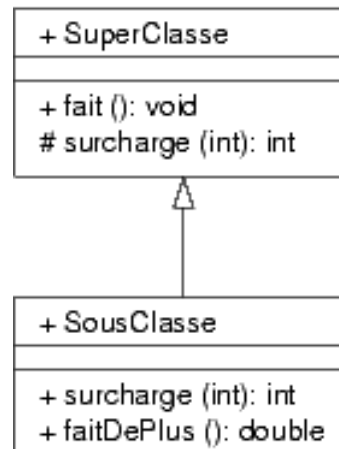 + SuperClasse
+ fait (): void
# surcharge (int): int
+ SousClasse
+ surcharge (int): int
+ faitDePlus (): double